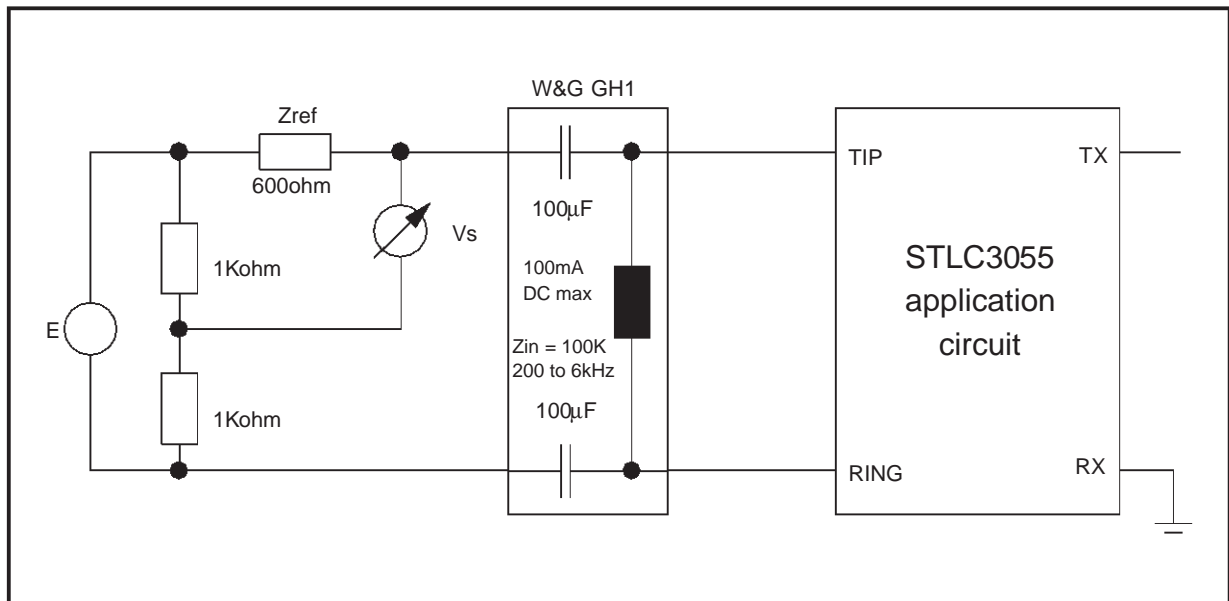 W&G GH1
Zref
600ohm
TIP
TX
100μF
Vs
1Kohm
100mA
DC max
STLC3055
application
circuit
E
Zin = 100K
200 to 6kHz
1Kohm
100μF
RING
RX